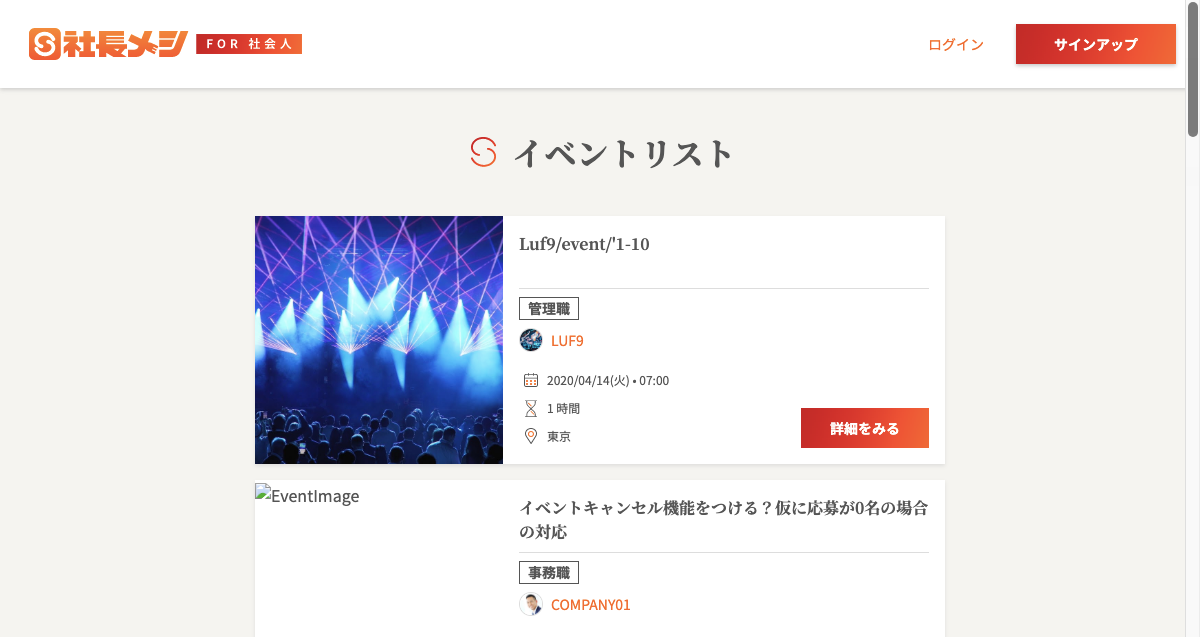 社長メシ FOR 社会人
ログイン
サインアップ
イベントリスト
Luf9/event/'1-10
管理職
LUF9
2020/04/14(火) • 07:00
1 時間
東京
詳細をみる
EventImage
イベントキャンセル機能をつける？仮に応募が0名の場合
の対応
事務職
COMPANY01